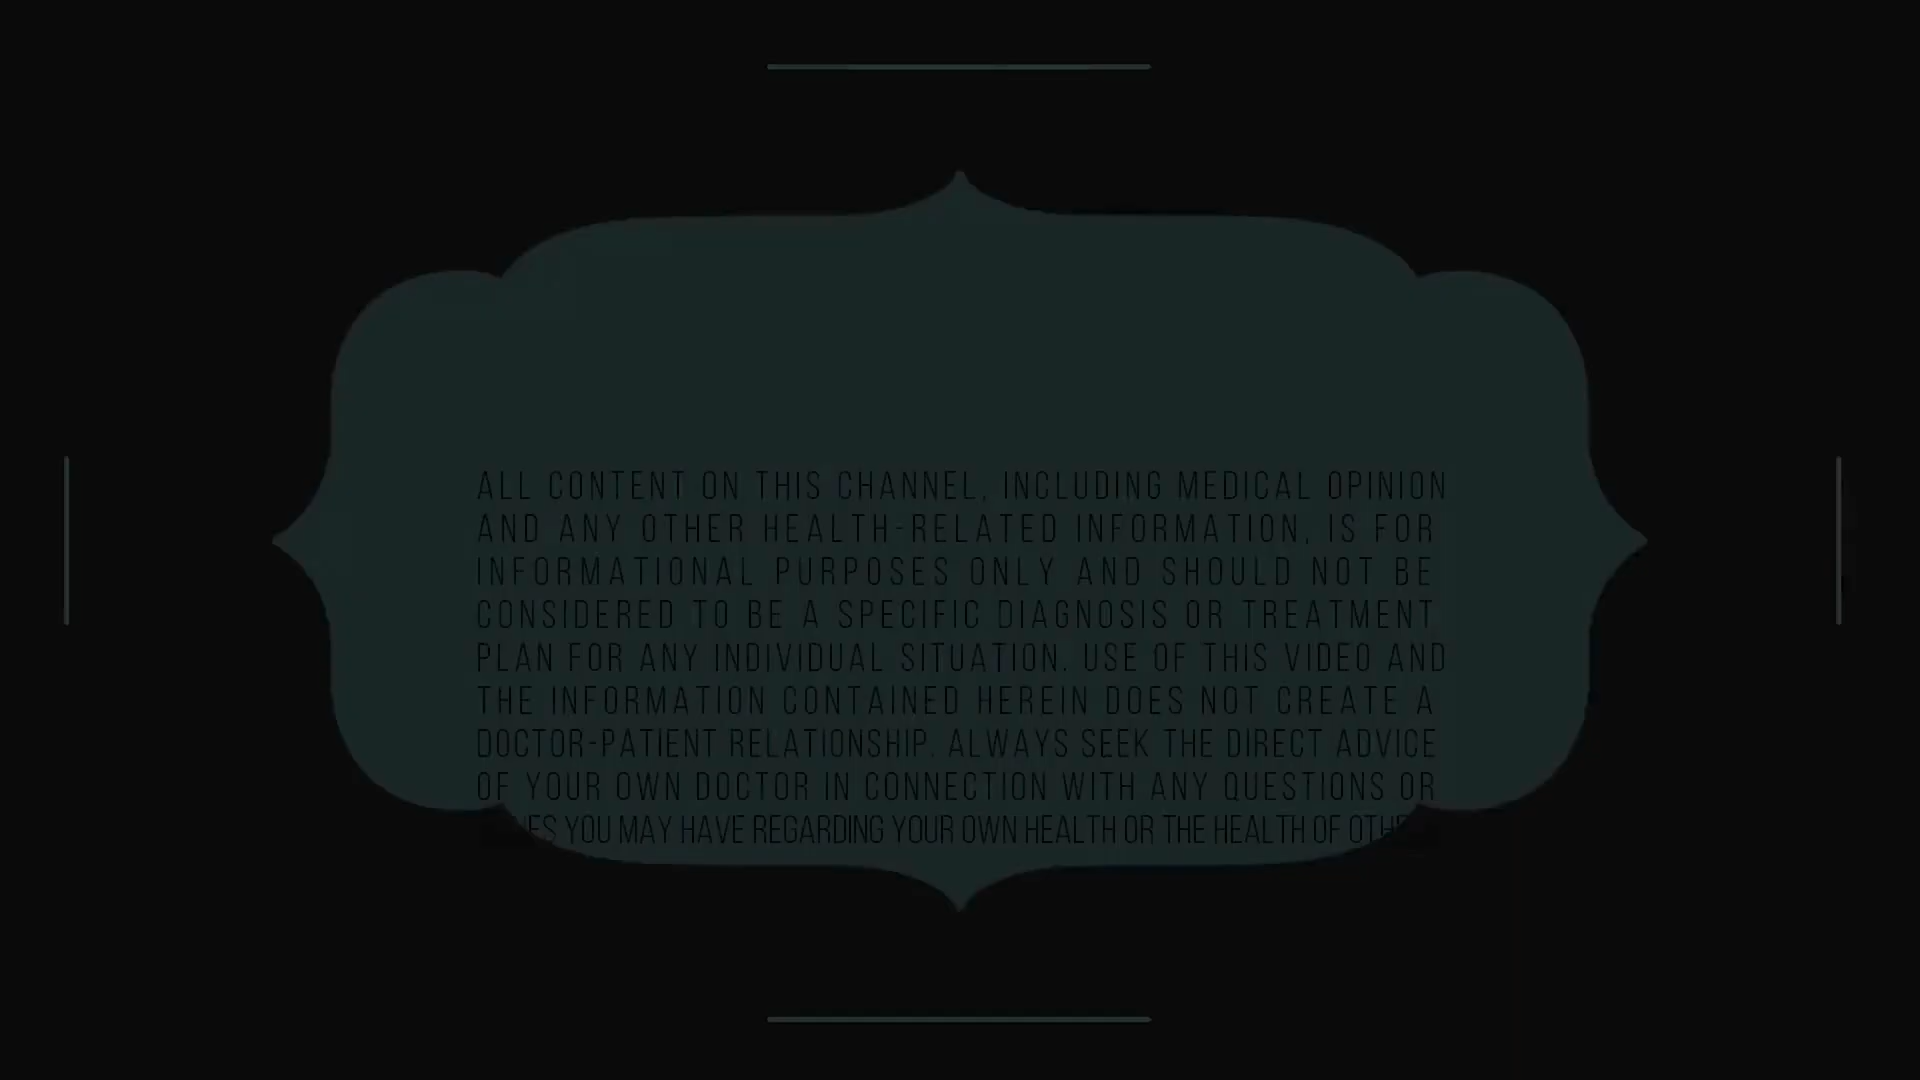 ALL CONTENT ON THIS CHANNEL, INCLUDING MEDICAL OPINION
AND ANY OTHER HEALTH-RELATED INFORMATION, IS FOR
INFORMATIONAL PURPOSES ONLY AND SHOULD NOT BE
CONSIDERED TO BE A SPECIFIC DIAGNOSIS OR TREATMENT
PLAN FOR ANY INDIVIDUAL SITUATION. USE OF THIS VIDEO AND
THE INFORMATION CONTAINED HEREIN DOES NOT CREATE A
DOCTOR-PATIENT RELATIONSHIP. ALWAYS SEEK THE DIRECT ADVICE
OF YOUR OWN DOCTOR IN CONNECTION WITH ANY QUESTIONS OR
YOU MAY HAVE REGARDING YOUR OWN HEALTH OR THE HEALTH OF